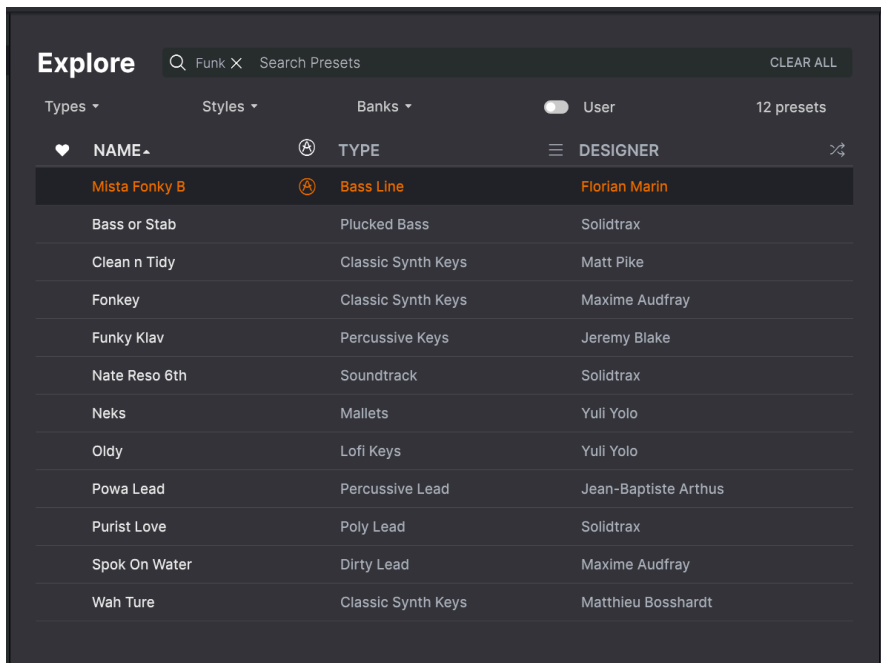 Explore Funk Search Presets CLEAR ALL
Types Styles Banks User 12 presets
NAME TYPE DESIGNER
Mista Fonky B Bass Line Florian Marin
Bass or Stab Plucked Bass Solidtrax
Clean n Tidy Classic Synth Keys Matt Pike
Fonkey Classic Synth Keys Maxime Audfray
Funky Klav Percussive Keys Jeremy Blake
Nate Reso 6th Soundtrack Solidtrax
Neks Mallets Yuli Yolo
Oldy Lofi Keys Yuli Yolo
Powa Lead Percussive Lead Jean-Baptiste Arthus
Purist Love Poly Lead Solidtrax
Spok On Water Dirty Lead Maxime Audfray
Wah Ture Classic Synth Keys Matthieu Bosshardt